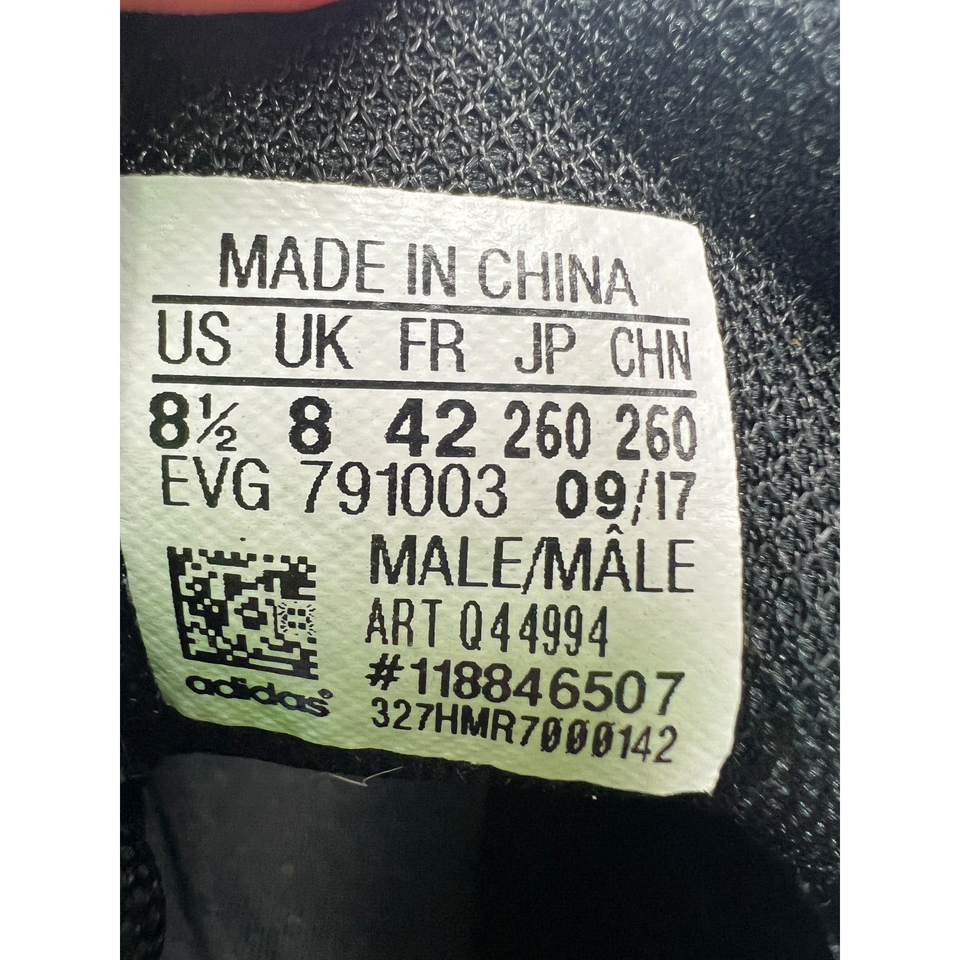 MADE IN CHINA
US UK FR JP CHN
8½ 8 42 260 260
EVG 791003 09/17
MALE/MÂLE
ART Q44994
#118846507
adidas®
327HMR7000142